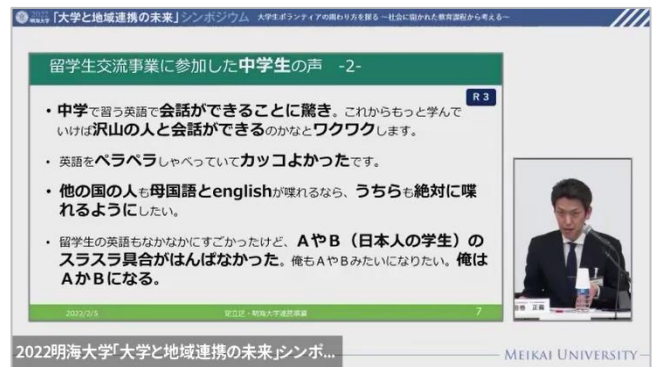 2022 明海大学「大学と地域連携の未来」シンポジウム 大学生ボランティアの関わり方を探る ～社会に開かれた教育課程から考える～
留学生交流事業に参加した中学生の声 -2-
R3
・中学で習う英語で会話ができることに驚き。これからもっと学んで
いけば沢山の人と会話ができるのかなとワクワクします。
・英語をペラペラしゃべっていてカッコよかったです。
・他の国の人も母国語とenglishが喋れるなら、うちらも絶対に喋
れるようにしたい。
・留学生の英語もなかなかにすごかったけど、AやB（日本人の学生）の
スラスラ具合がはんぱなかった。俺もAやBみたいになりたい。俺は
AかBになる。
2022/2/5 足立区・明海大学連携事業 7
正義
2022明海大学「大学と地域連携の未来」シンポ...
MEIKAI UNIVERSITY